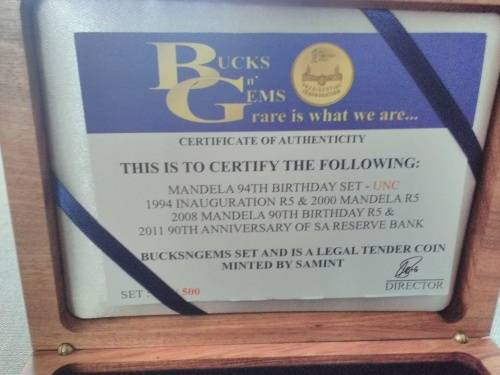 BUCKS
n'
GEMS
rare is what we are...
CERTIFICATE OF AUTHENTICITY
THIS IS TO CERTIFY THE FOLLOWING:
MANDELA 94TH BIRTHDAY SET - UNC
1994 INAUGURATION R5 & 2000 MANDELA R5
2008 MANDELA 90TH BIRTHDAY R5 &
2011 90TH ANNIVERSARY OF SA RESERVE BANK
BUCKSNGEMS SET AND IS A LEGAL TENDER COIN
MINTED BY SAMINT
SET 500
DIRECTOR